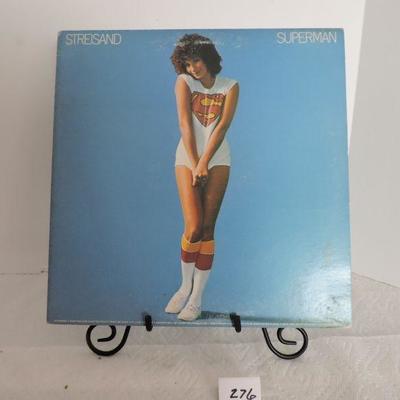 STREISAND
SUPERMAN
S
276